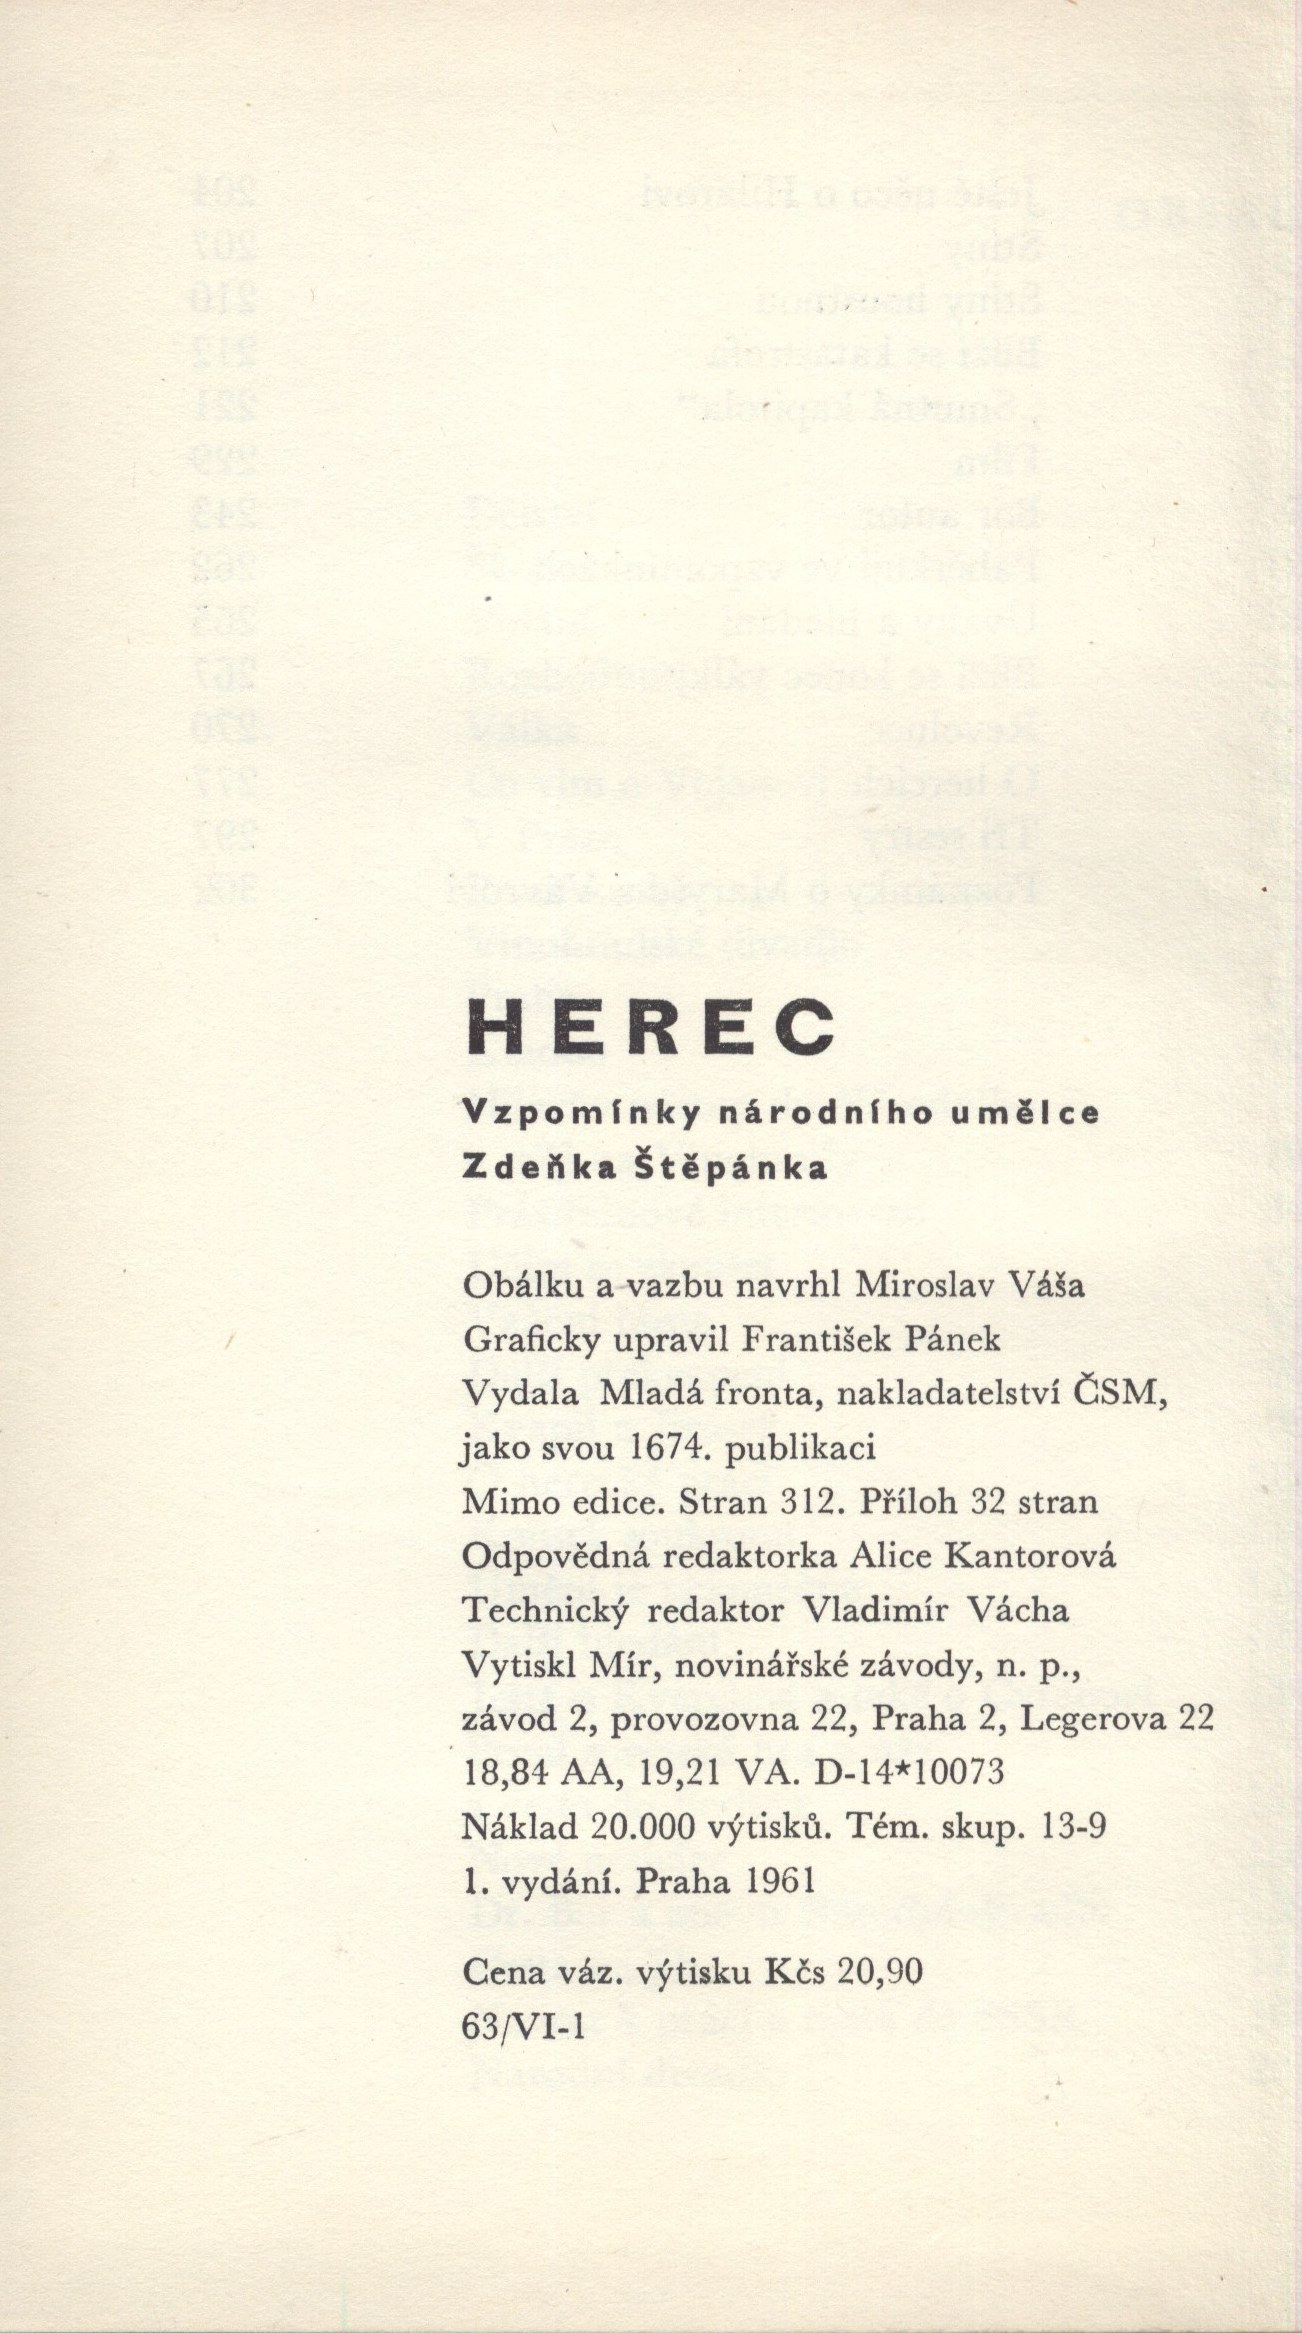 HEREC
Vzpomínky národního umělce
Zdeňka Štěpánka
Obálku a vazbu navrhl Miroslav Váša
Graficky upravil František Pánek
Vydala Mladá fronta, nakladatelství ČSM,
jako svou 1674. publikaci
Mimo edice. Stran 312. Příloh 32 stran
Odpovědná redaktorka Alice Kantorová
Technický redaktor Vladimír Vácha
Vytiskl Mír, novinářské závody, n. p.,
závod 2, provozovna 22, Praha 2, Legerova 22
18,84 AA, 19,21 VA. D-14*10073
Náklad 20.000 výtisků. Tém. skup. 13-9
1. vydání. Praha 1961
Cena váz. výtisku Kčs 20,90
63/VI-1